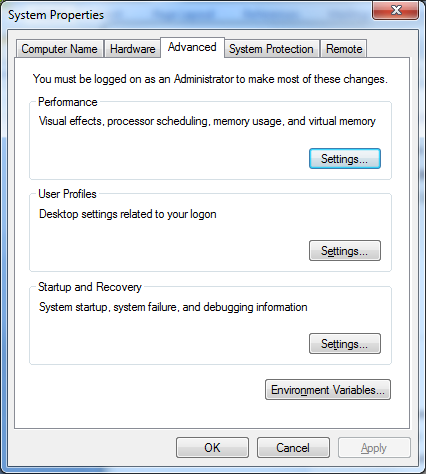 System Properties
Computer Name Hardware Advanced System Protection Remote
You must be logged on as an Administrator to make most of these changes.
Performance
Visual effects, processor scheduling, memory usage, and virtual memory
Settings...
User Profiles
Desktop settings related to your logon
Settings...
Startup and Recovery
System startup, system failure, and debugging information
Settings...
Environment Variables...
OK Cancel Apply